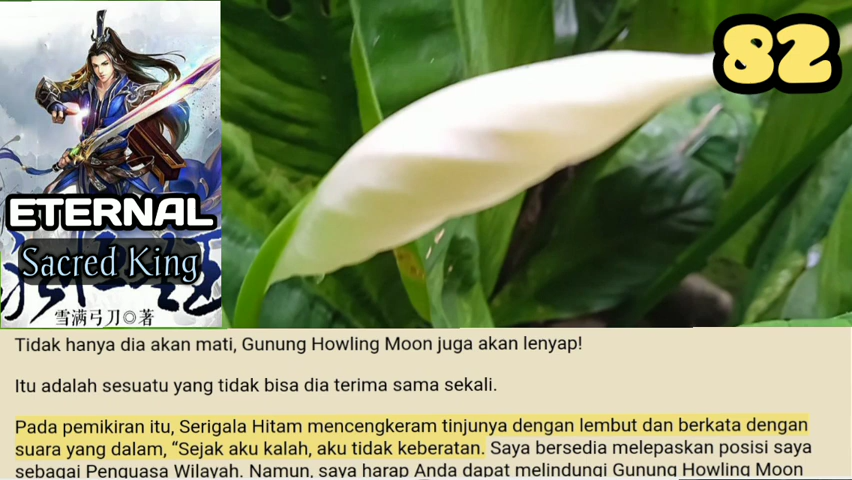 82
ETERNAL
Sacred King
雪满弓刀◎著
Tidak hanya dia akan mati, Gunung Howling Moon juga akan lenyap!
Itu adalah sesuatu yang tidak bisa dia terima sama sekali.
Pada pemikiran itu, Serigala Hitam mencengkeram tinjunya dengan lembut dan berkata dengan
suara yang dalam, “Sejak aku kalah, aku tidak keberatan. Saya bersedia melepaskan posisi saya
sebagai Penguasa Wilayah. Namun, saya harap Anda dapat melindungi Gunung Howling Moon